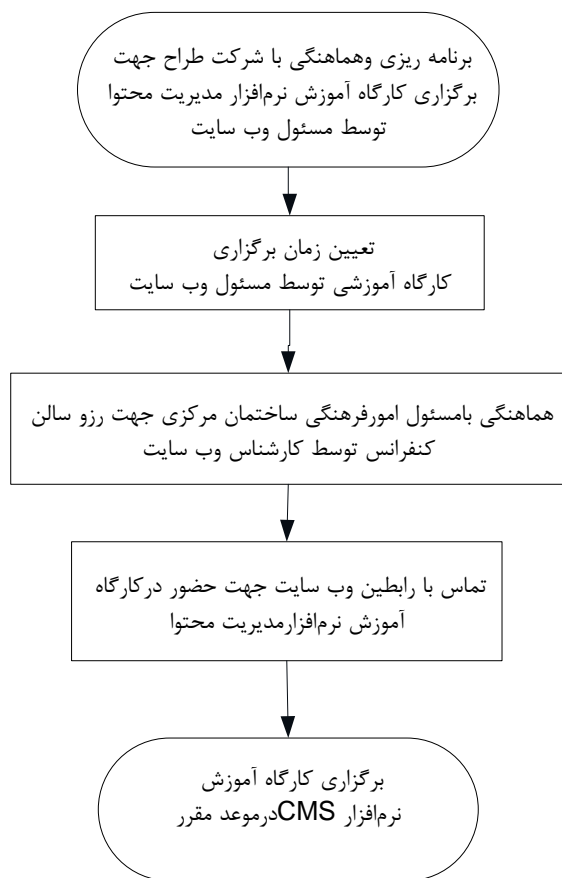 برنامه ریزی وهماهنگی با شرکت طراح جهت
برگزاری کارگاه آموزش نرم‌افزار مدیریت محتوا
توسط مسئول وب سایت
تعیین زمان برگزاری
کارگاه آموزشی توسط مسئول وب سایت
هماهنگی بامسئول امورفرهنگی ساختمان مرکزی جهت رزو سالن
کنفرانس توسط کارشناس وب سایت
تماس با رابطین وب سایت جهت حضور درکارگاه
آموزش نرم‌افزارمدیریت محتوا
برگزاری کارگاه آموزش
نرم‌افزار CMSدرموعد مقرر